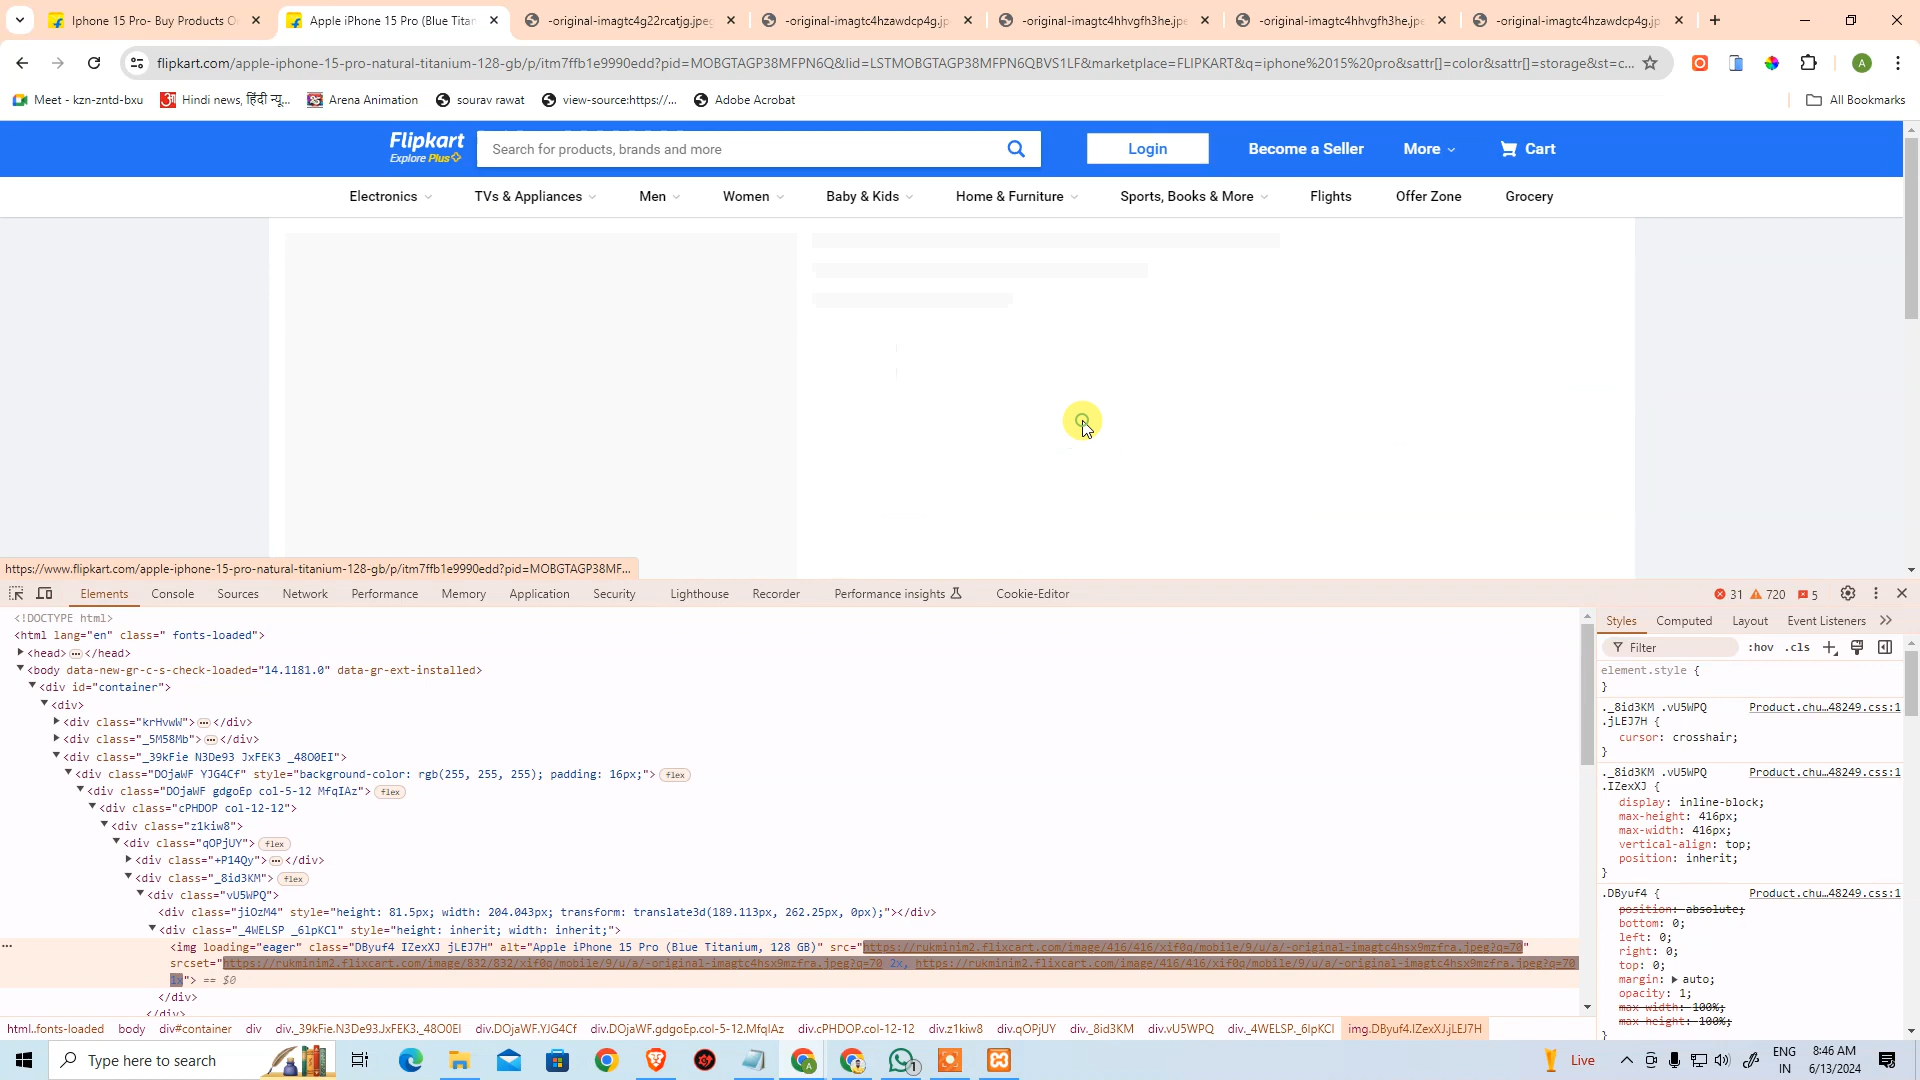 Iphone 15 Pro- Buy Products O
Apple iPhone 15 Pro (Blue Titan
-original-imagtc4g22rcatjg.jpeg
-original-imagtc4hzawdcp4g.jp
-original-imagtc4hhvgfh3he.jpe
-original-imagtc4hhvgfh3he.jpe
-original-imagtc4hzawdcp4g.jp
flipkart.com/apple-iphone-15-pro-natural-titanium-128-gb/p/itm7ffb1e9990edd?pid=MOBGTAGP38MFPN6Q&lid=LSTMOBGTAGP38MFPN6QBVS1LF&marketplace=FLIPKART&q=iphone%2015%20pro&sattr[]=color&sattr[]=storage&st=c...
A
Meet - kzn-zntd-bxu
Hindi news, हिंदी न्यू...
Arena Animation
sourav rawat
view-source:https://...
Adobe Acrobat
All Bookmarks
Flipkart
Explore Plus
Search for products, brands and more
Login
Become a Seller
More
Cart
Electronics
TVs & Appliances
Men
Women
Baby & Kids
Home & Furniture
Sports, Books & More
Flights
Offer Zone
Grocery
https://www.flipkart.com/apple-iphone-15-pro-natural-titanium-128-gb/p/itm7ffb1e9990edd?pid=MOBGTAGP38MF...
Elements Console Sources Network Performance Memory Application Security Lighthouse Recorder Performance insights Cookie-Editor
31 720 5
<!DOCTYPE html>
<html lang="en" class=" fonts-loaded">
<head> … </head>
<body data-new-gr-c-s-check-loaded="14.1181.0" data-gr-ext-installed>
<div id="container">
<div>
<div class="krHvwW"> … </div>
<div class="_5M58Mb"> … </div>
<div class="_39kFie N3De93 JxFEK3 _48O0EI">
<div class="DOjaWF YJG4Cf" style="background-color: rgb(255, 255, 255); padding: 16px;"> flex
<div class="DOjaWF gdgoEp col-5-12 MfqIAz"> flex
<div class="cPHDOP col-12-12">
<div class="z1kiw8">
<div class="qOPjUY"> flex
<div class="+P14Qy"> … </div>
<div class="_8id3KM"> flex
<div class="vU5WPQ">
<div class="jiOzM4" style="height: 81.5px; width: 204.043px; transform: translate3d(189.113px, 262.25px, 0px);"></div>
<div class="_4WELSP _6lpKCl" style="height: inherit; width: inherit;">
<img loading="eager" class="DByuf4 IZexXJ jLEJ7H" alt="Apple iPhone 15 Pro (Blue Titanium, 128 GB)" src="https://rukminim2.flixcart.com/image/416/416/xif0q/mobile/9/u/a/-original-imagtc4hsx9mzfra.jpeg?q=70"
srcset="https://rukminim2.flixcart.com/image/832/832/xif0q/mobile/9/u/a/-original-imagtc4hsx9mzfra.jpeg?q=70 2x, https://rukminim2.flixcart.com/image/416/416/xif0q/mobile/9/u/a/-original-imagtc4hsx9mzfra.jpeg?q=70
1x"> == $0
</div>
</div>
html..fonts-loaded body div#container div div._39kFie.N3De93.JxFEK3._48O0EI div.DOjaWF.YJG4Cf div.DOjaWF.gdgoEp.col-5-12.MfqIAz div.cPHDOP.col-12-12 div.z1kiw8 div.qOPjUY div._8id3KM div.vU5WPQ div._4WELSP._6lpKCl img.DByuf4.IZexXJ.jLEJ7H
Styles Computed Layout Event Listeners
Filter :hov .cls
element.style {
}
._8id3KM .vU5WPQ Product.chu…48249.css:1
.jLEJ7H {
cursor: crosshair;
}
._8id3KM .vU5WPQ Product.chu…48249.css:1
.IZexXJ {
display: inline-block;
max-height: 416px;
max-width: 416px;
vertical-align: top;
position: inherit;
}
.DByuf4 { Product.chu…48249.css:1
position: absolute;
bottom: 0;
left: 0;
right: 0;
top: 0;
margin: auto;
opacity: 1;
max-width: 100%;
max-height: 100%;
}
Type here to search
A
1
Live
ENG
IN
8:46 AM
6/13/2024